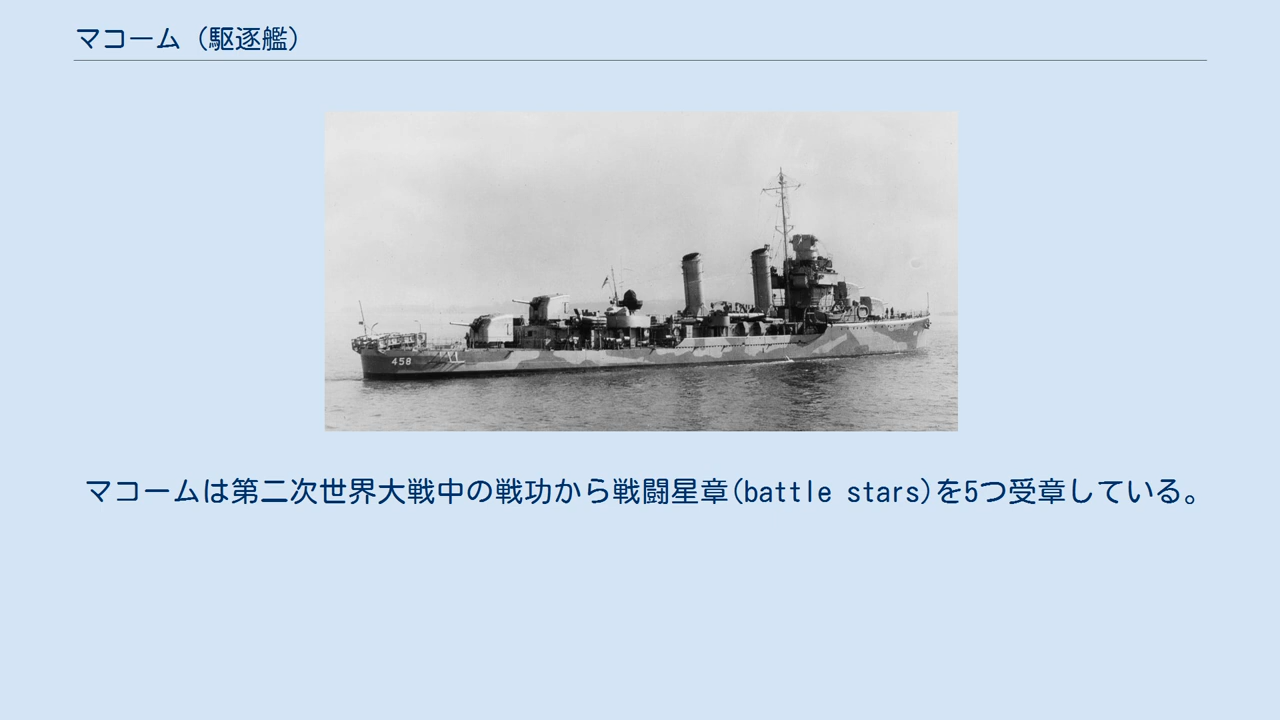 マコーム（駆逐艦）
458
マコームは第二次世界大戦中の戦功から戦闘星章(battle stars)を5つ受章している。